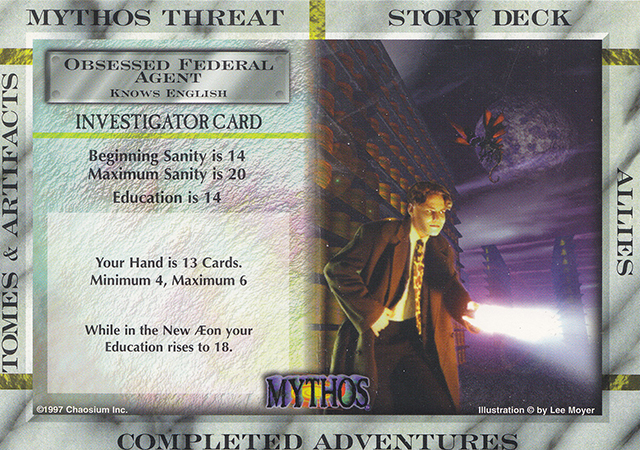 MYTHOS THREAT
STORY DECK
TOMES & ARTIFACTS
OBSESSED FEDERAL
AGENT
KNOWS ENGLISH
INVESTIGATOR CARD
Beginning Sanity is 14
Maximum Sanity is 20
Education is 14
Your Hand is 13 Cards.
Minimum 4, Maximum 6
While in the New Æon your
Education rises to 18.
ALLIES
MYTHOS
©1997 Chaosium Inc.
Illustration © by Lee Moyer
COMPLETED ADVENTURES